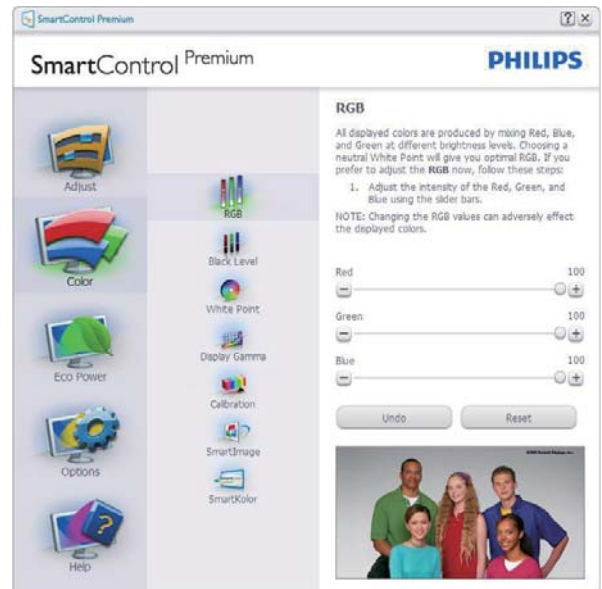 SmartControl Premium
SmartControl Premium
PHILIPS
Adjust
Color
Eco Power
Options
Help
RGB
Black Level
White Point
Display Gamma
Calibration
SmartImage
SmartKolor
RGB
All displayed colors are produced by mixing Red, Blue,
and Green at different brightness levels. Choosing a
neutral White Point will give you optimal RGB. If you
prefer to adjust the RGB now, follow these steps:
1. Adjust the intensity of the Red, Green, and
Blue using the slider bars.
NOTE: Changing the RGB values can adversely effect
the displayed colors.
Red 100
Green 100
Blue 100
Undo Reset